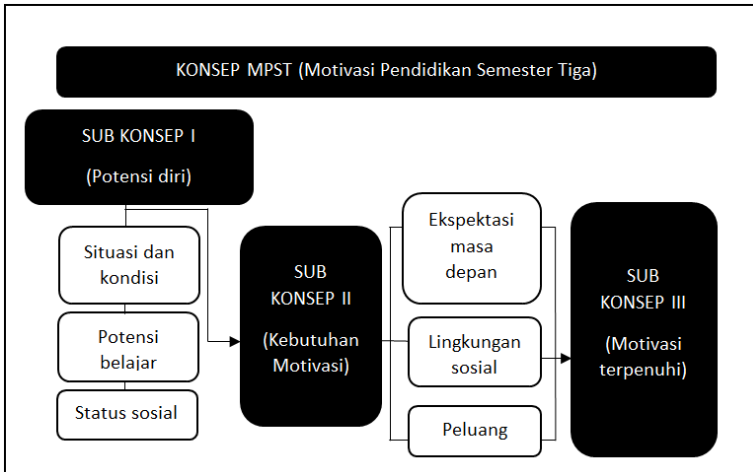 KONSEP MPST (Motivasi Pendidikan Semester Tiga)
SUB KONSEP I
(Potensi diri)
Situasi dan
kondisi
Potensi
belajar
Status sosial
SUB
KONSEP II
(Kebutuhan
Motivasi)
Ekspektasi
masa
depan
Lingkungan
sosial
Peluang
SUB
KONSEP III
(Motivasi
terpenuhi)